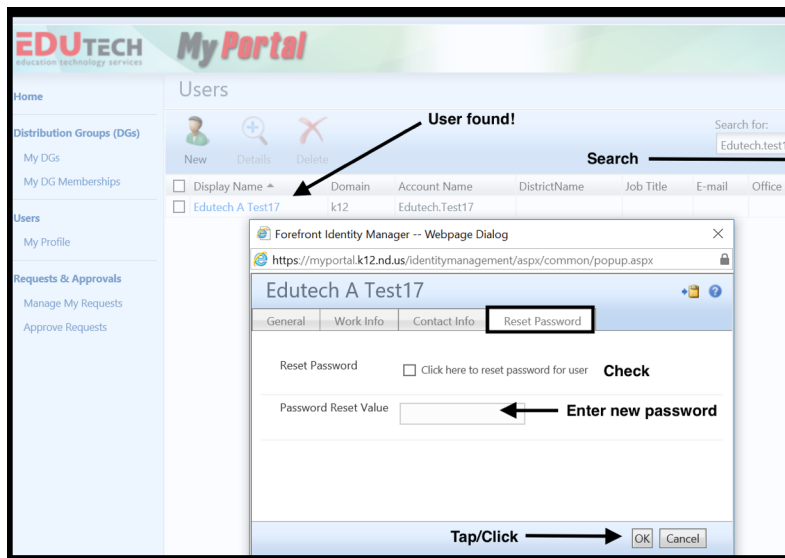 EDUTECH
education technology services
My Portal
Home
Distribution Groups (DGs)
My DGs
My DG Memberships
Users
My Profile
Requests & Approvals
Manage My Requests
Approve Requests
Users
New Details Delete
User found!
Search for:
Edutech.test1
Search
Display Name Domain Account Name DistrictName Job Title E-mail Office
Edutech A Test17 k12 Edutech.Test17
Forefront Identity Manager -- Webpage Dialog
https://myportal.k12.nd.us/identitymanagement/aspx/common/popup.aspx
Edutech A Test17
General Work Info Contact Info Reset Password
Reset Password Click here to reset password for user Check
Password Reset Value Enter new password
Tap/Click OK Cancel